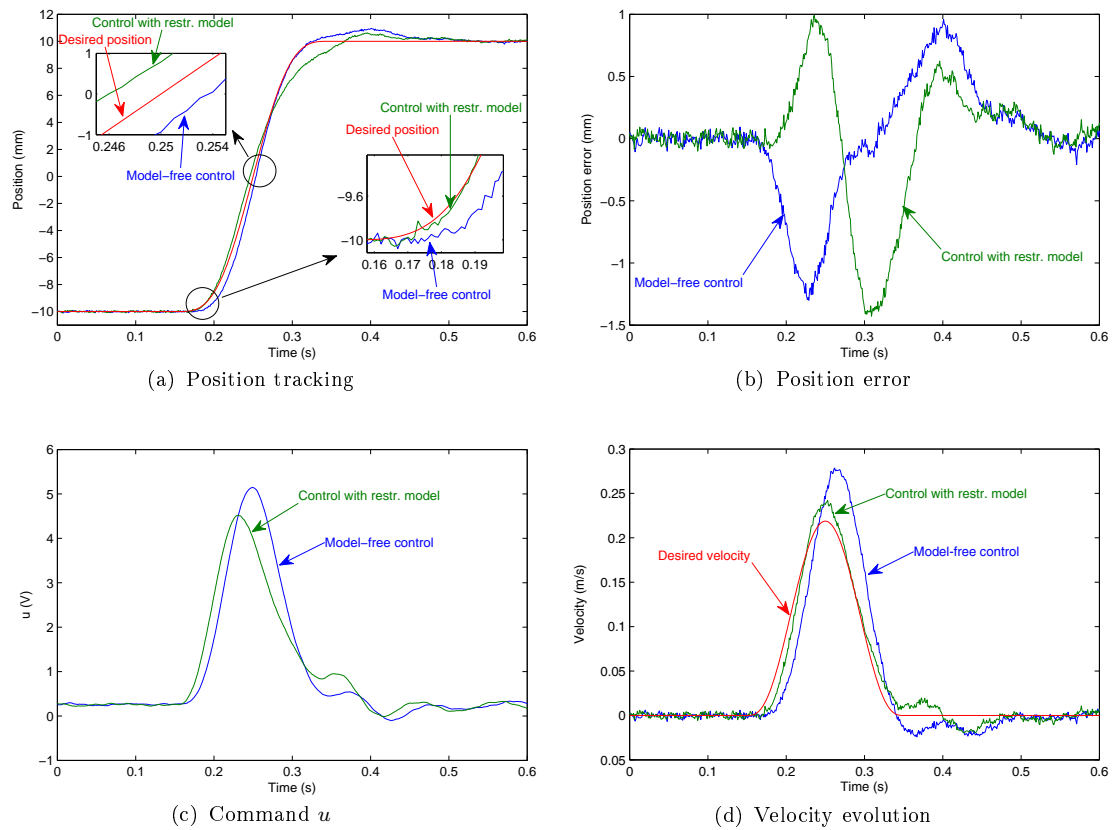 Control with restr. model
Desired position
1
0
−1
0.246
0.25
0.254
Model−free control
Control with restr. model
Desired position
−9.6
−10
0.16
0.17
0.18
0.19
Model−free control
12
10
8
6
4
2
0
−2
−4
−6
−8
−10
Position (mm)
0
0.1
0.2
0.3
0.4
0.5
0.6
Time (s)
(a) Position tracking
1
0.5
0
−0.5
−1
−1.5
Position error (mm)
Model−free control
Control with restr. model
0
0.1
0.2
0.3
0.4
0.5
0.6
Time (s)
(b) Position error
6
5
4
3
2
1
0
−1
u (V)
Control with restr. model
Model−free control
0
0.1
0.2
0.3
0.4
0.5
0.6
Time (s)
(c) Command u
0.3
0.25
0.2
0.15
0.1
0.05
0
0.05
Velocity (m/s)
Control with restr. model
Desired velocity
Model−free control
0
0.1
0.2
0.3
0.4
0.5
0.6
Time (s)
(d) Velocity evolution